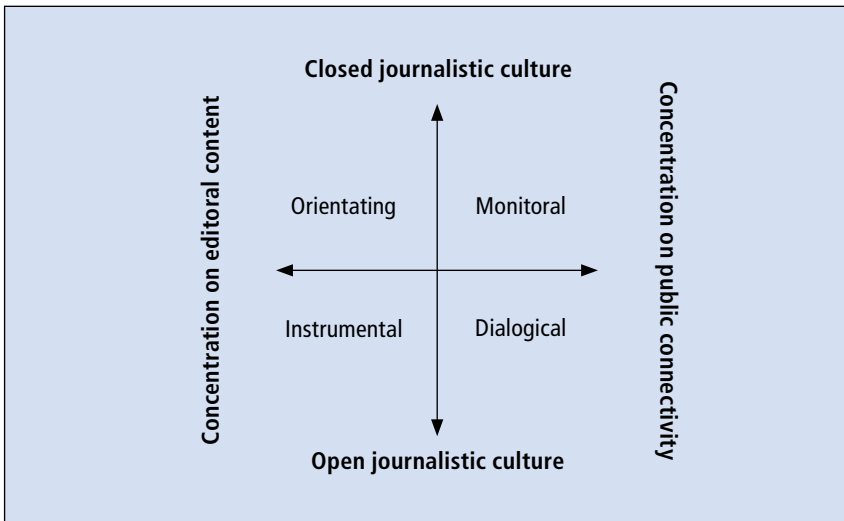 Closed journalistic culture
Concentration on editoral content
Concentration on public connectivity
Orientating
Monitoral
Instrumental
Dialogical
Open journalistic culture